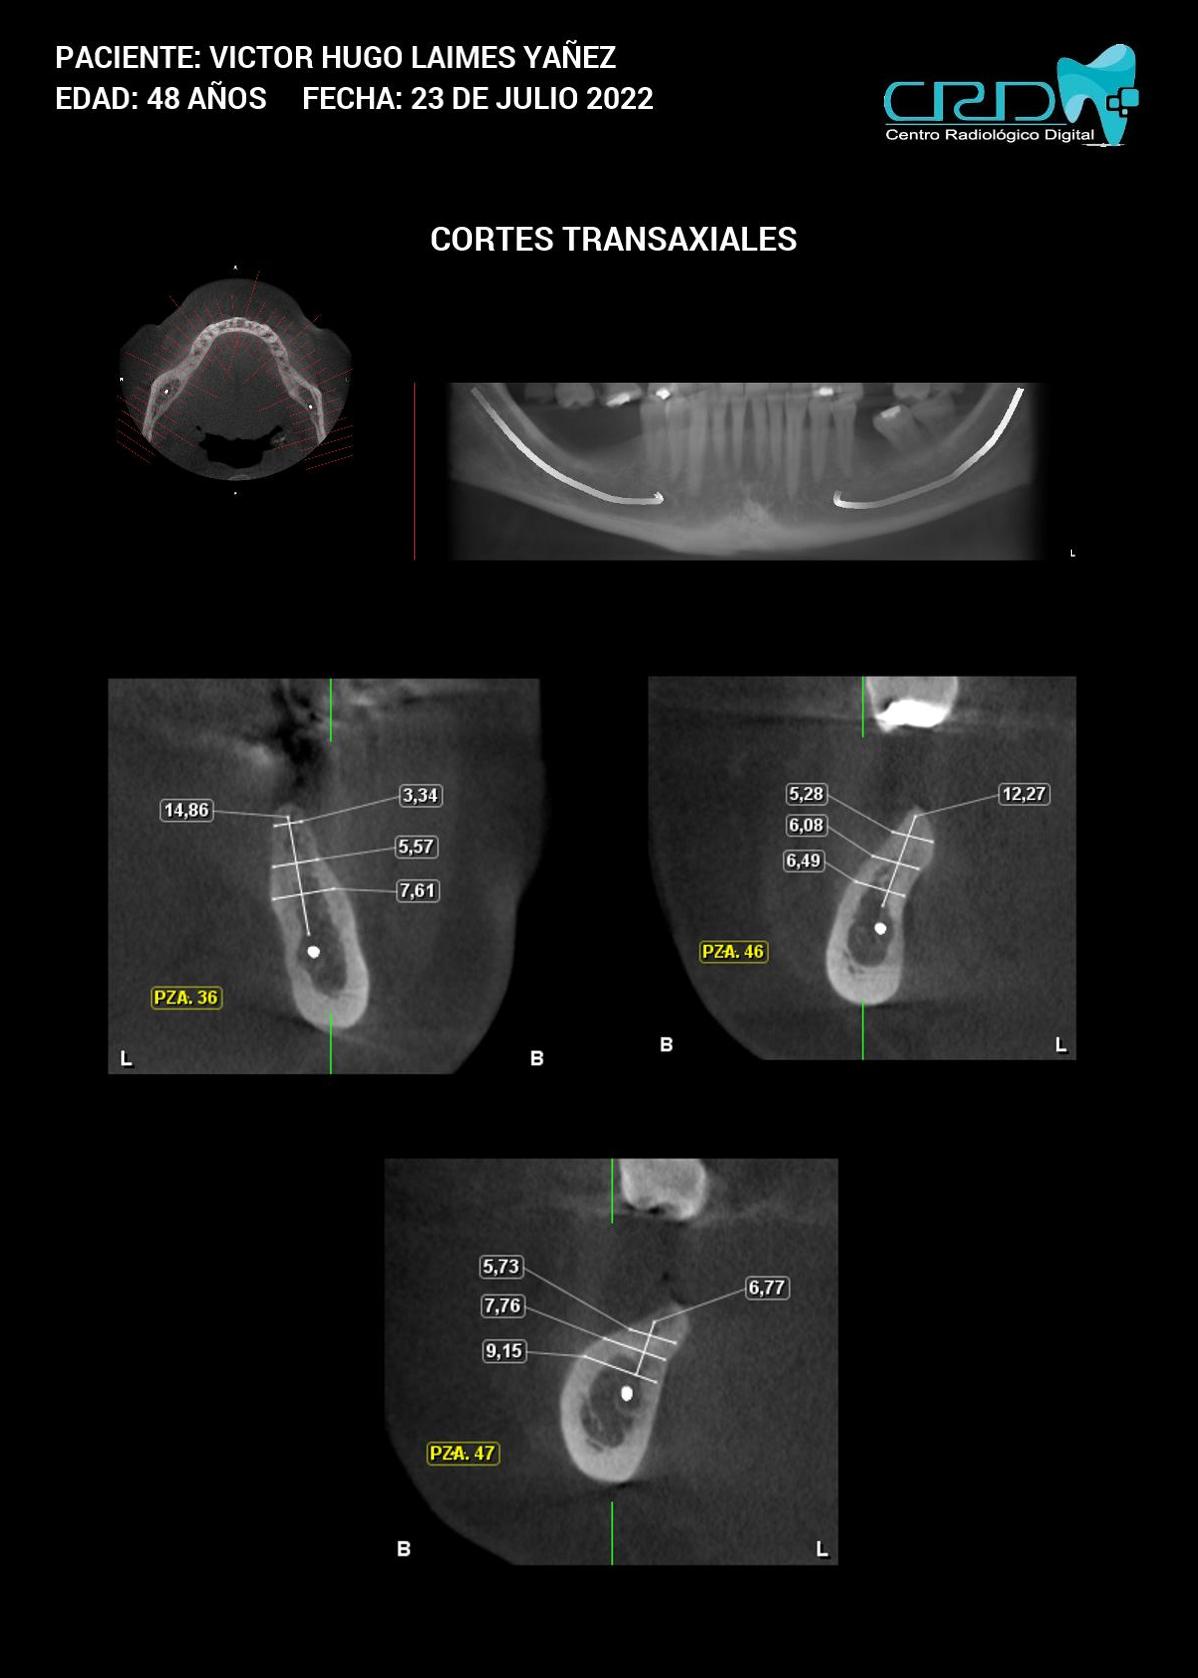 PACIENTE: VICTOR HUGO LAIMES YAÑEZ
EDAD: 48 AÑOS FECHA: 23 DE JULIO 2022
CRD
Centro Radiológico Digital
CORTES TRANSAXIALES
A
L
14,86
3,34
5,57
7,61
PZA. 36
L
B
5,28
12,27
6,08
6,49
PZA. 46
B
L
5,73
6,77
7,76
9,15
PZA. 47
B
L